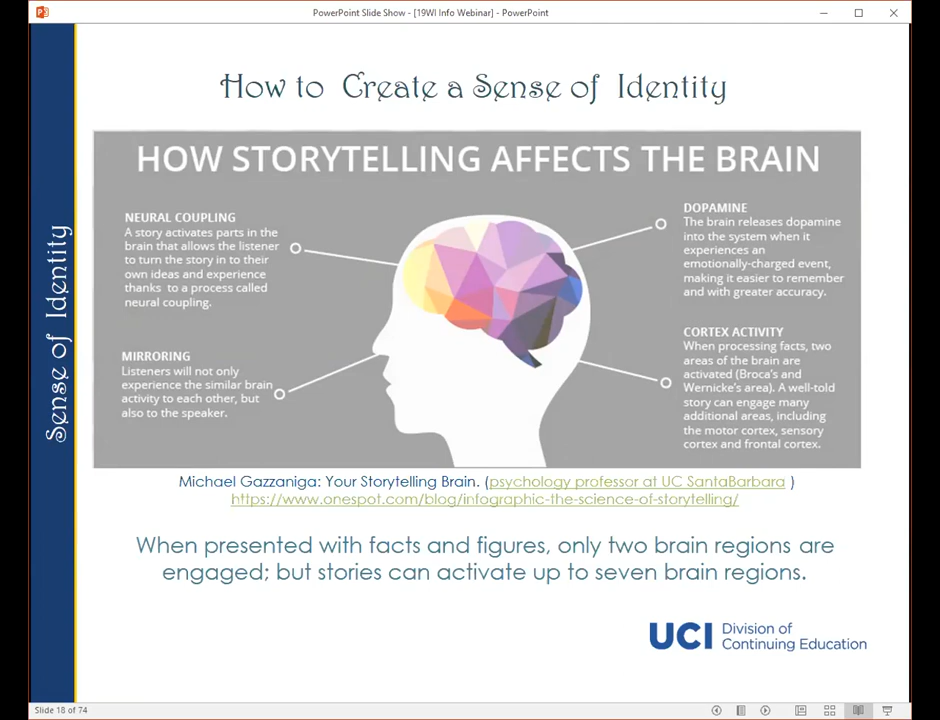 PowerPoint Slide Show - [19WI Info Webinar] - PowerPoint
How to Create a Sense of Identity
Sense of Identity
HOW STORYTELLING AFFECTS THE BRAIN
NEURAL COUPLING
A story activates parts in the
brain that allows the listener
to turn the story in to their
own ideas and experience
thanks to a process called
neural coupling.
MIRRORING
Listeners will not only
experience the similar brain
activity to each other, but
also to the speaker.
DOPAMINE
The brain releases dopamine
into the system when it
experiences an
emotionally-charged event,
making it easier to remember
and with greater accuracy.
CORTEX ACTIVITY
When processing facts, two
areas of the brain are
activated (Broca's and
Wernicke's area). A well-told
story can engage many
additional areas, including
the motor cortex, sensory
cortex and frontal cortex.
Michael Gazzaniga: Your Storytelling Brain. (psychology professor at UC SantaBarbara )
https://www.onespot.com/blog/infographic-the-science-of-storytelling/
When presented with facts and figures, only two brain regions are
engaged; but stories can activate up to seven brain regions.
UCI Division of
Continuing Education
Slide 18 of 74